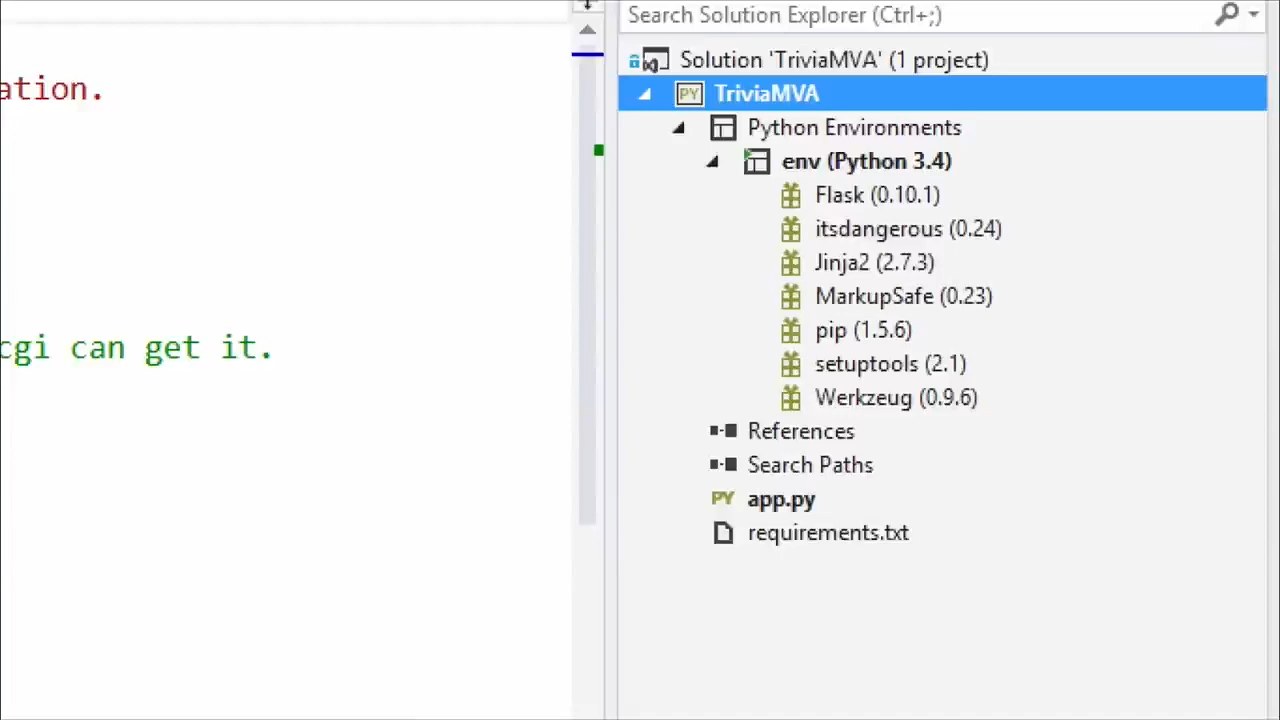 Search Solution Explorer (Ctrl+;)
Solution 'TriviaMVA' (1 project)
ation.
PY TriviaMVA
Python Environments
env (Python 3.4)
Flask (0.10.1)
itsdangerous (0.24)
Jinja2 (2.7.3)
MarkupSafe (0.23)
pip (1.5.6)
cgi can get it.
setuptools (2.1)
Werkzeug (0.9.6)
References
Search Paths
PY app.py
requirements.txt